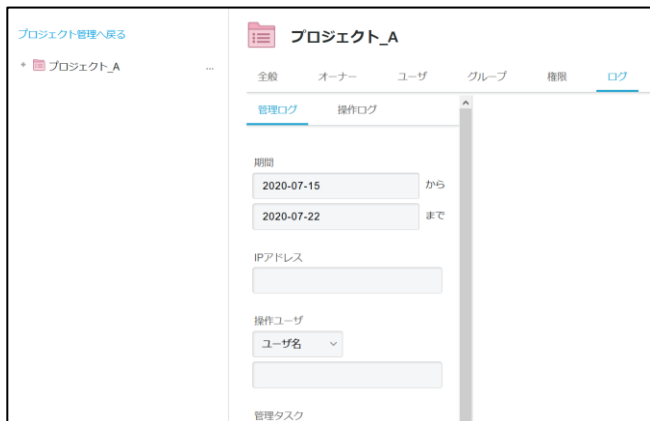 プロジェクト管理へ戻る
プロジェクト_A
...
プロジェクト_A
全般 オーナー ユーザ グループ 権限 ログ
管理ログ 操作ログ
期間
2020-07-15 から
2020-07-22 まで
IPアドレス
操作ユーザ
ユーザ名
管理タスク